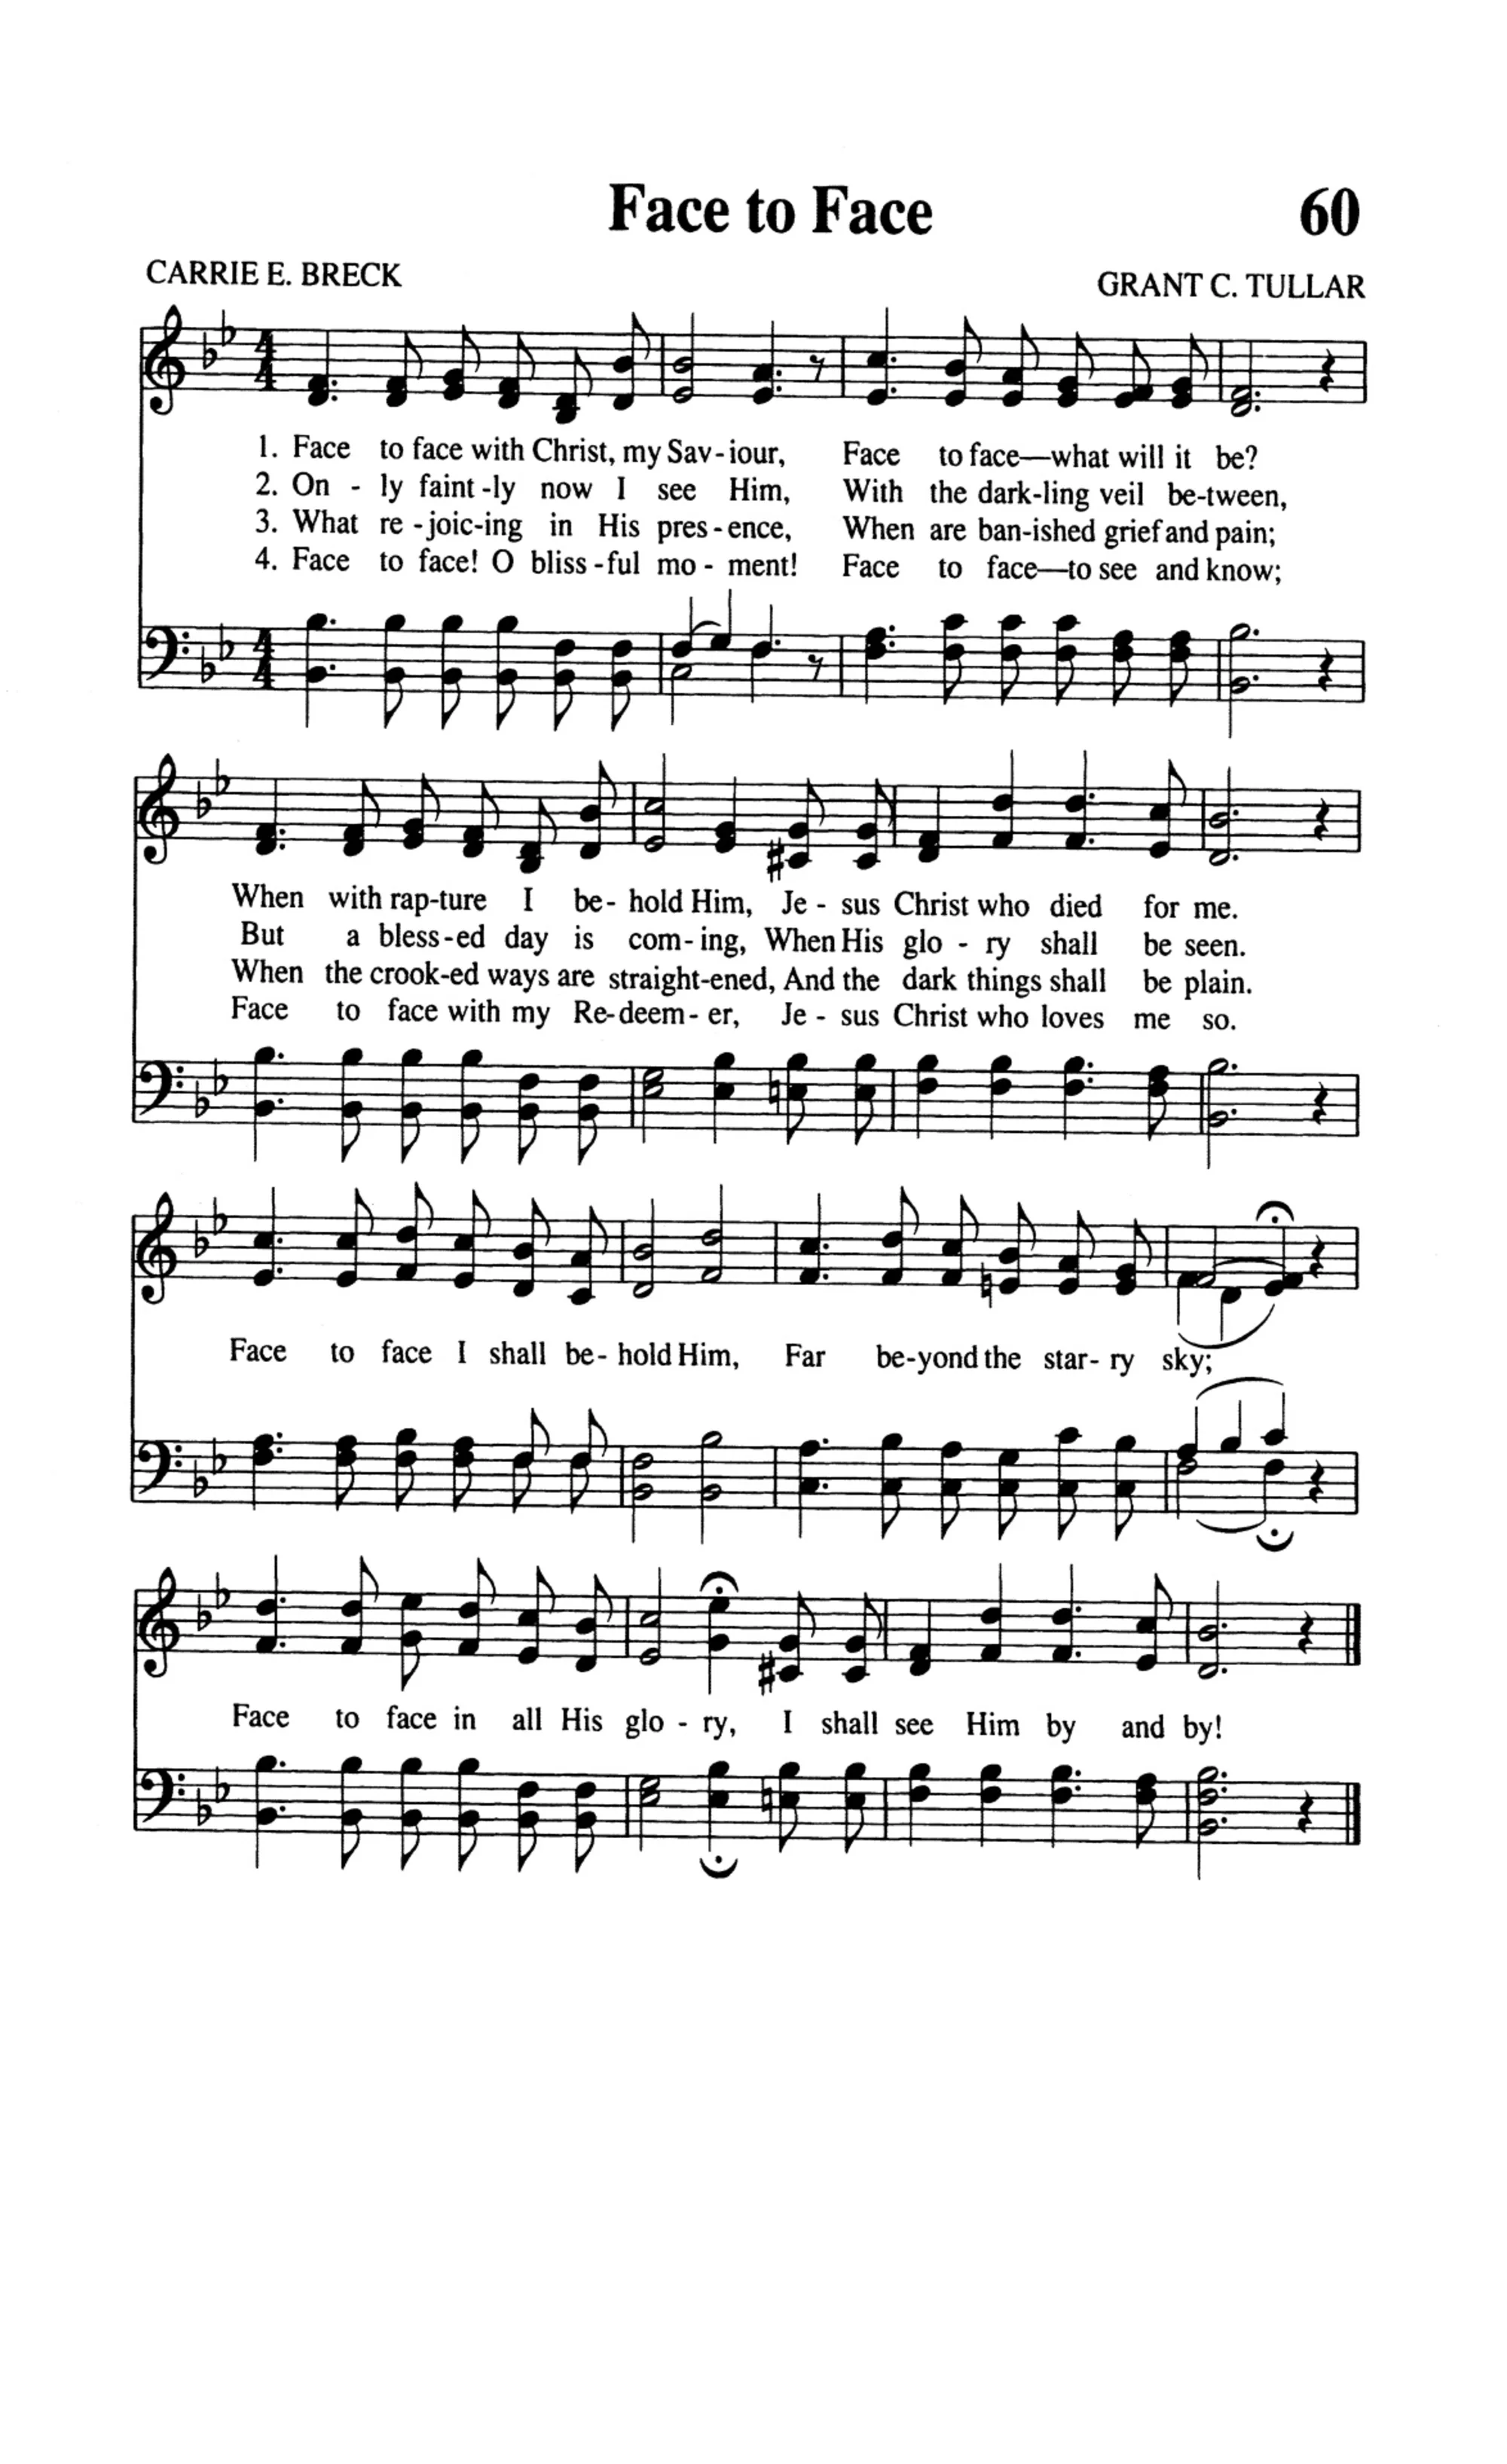 Face to Face 60
CARRIE E. BRECK GRANT C. TULLAR
1. Face to face with Christ, my Sav-iour, Face to face—what will it be?
2. On - ly faint-ly now I see Him, With the dark-ling veil be-tween,
3. What re-joic-ing in His pres-ence, When are ban-ished grief and pain;
4. Face to face! O bliss-ful mo - ment! Face to face—to see and know;
When with rap-ture I be- hold Him, Je - sus Christ who died for me.
But a bless-ed day is com-ing, When His glo - ry shall be seen.
When the crook-ed ways are straight-ened, And the dark things shall be plain.
Face to face with my Re-deem-er, Je - sus Christ who loves me so.
Face to face I shall be-hold Him, Far be-yond the star-ry sky;
Face to face in all His glo - ry, I shall see Him by and by!